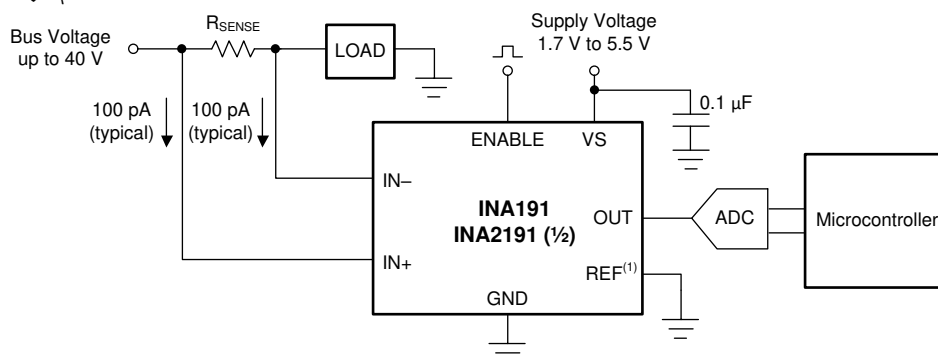 Bus Voltage
up to 40 V
R_SENSE
LOAD
Supply Voltage
1.7 V to 5.5 V
100 pA
(typical)
100 pA
(typical)
0.1 µF
ENABLE
VS
IN–
INA191
INA2191 (½)
OUT
ADC
Microcontroller
IN+
REF(1)
GND